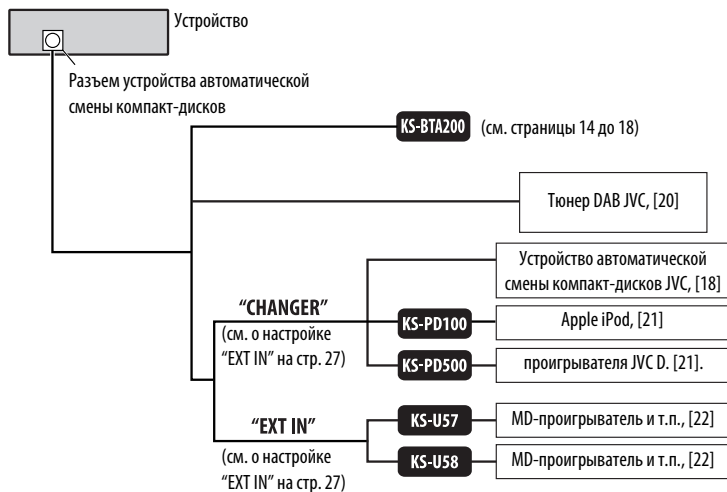 Устройство
Разъем устройства автоматической
смены компакт-дисков
KS-BTA200 (см. страницы 14 до 18)
Тюнер DAB JVC, [20]
Устройство автоматической
смены компакт-дисков JVC, [18]
“CHANGER”
(см. о настройке
“EXT IN” на стр. 27)
KS-PD100
Apple iPod, [21]
KS-PD500
проигрывателя JVC D. [21].
“EXT IN”
(см. о настройке
“EXT IN” на стр. 27)
KS-U57
MD-проигрыватель и т.п., [22]
KS-U58
MD-проигрыватель и т.п., [22]